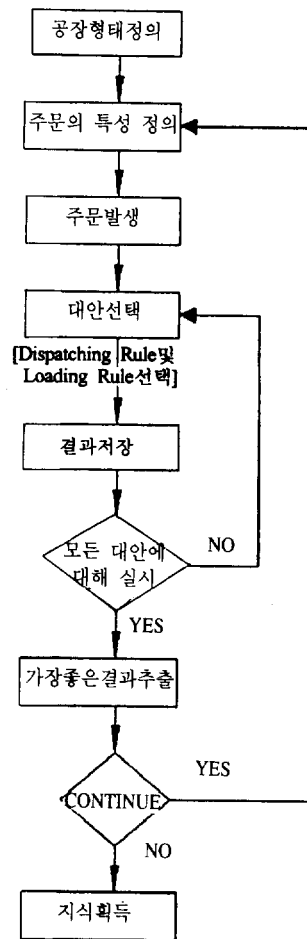 공장형태정의
주문의 특성 정의
주문발생
대안선택
[Dispatching Rule및
Loading Rule선택]
결과저장
모든 대안에
대해 실시
NO
YES
가장좋은결과추출
YES
CONTINUE
NO
지식획득